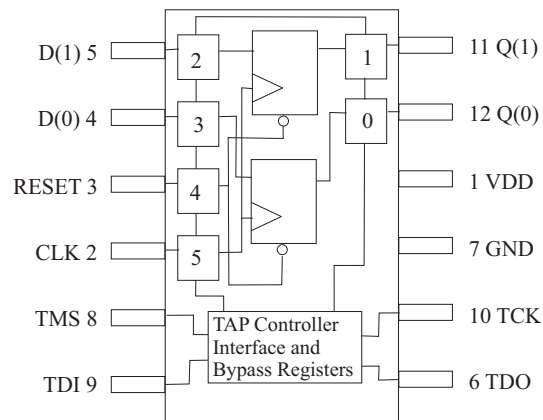 D(1) 5
2
1
11 Q(1)
D(0) 4
3
0
12 Q(0)
RESET 3
4
1 VDD
CLK 2
5
7 GND
TMS 8
TAP Controller
Interface and
Bypass Registers
10 TCK
TDI 9
6 TDO